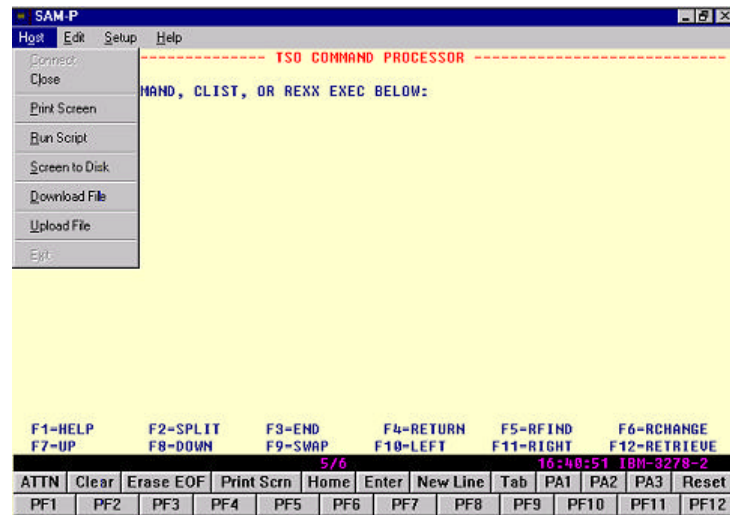 SAM-P
Host Edit Setup Help
Connect
Close
Print Screen
Run Script
Screen to Disk
Download File
Upload File
Exit
-------------- TSO COMMAND PROCESSOR ----------------------------
MAND, CLIST, OR REXX EXEC BELOW:
F1=HELP F2=SPLIT F3=END F4=RETURN F5=RFIND F6=RCHANGE
F7=UP F8=DOWN F9=SWAP F10=LEFT F11=RIGHT F12=RETRIEVE
5/6 16:40:51 IBM-3278-2
ATTN Clear Erase EOF Print Scrn Home Enter New Line Tab PA1 PA2 PA3 Reset
PF1 PF2 PF3 PF4 PF5 PF6 PF7 PF8 PF9 PF10 PF11 PF12